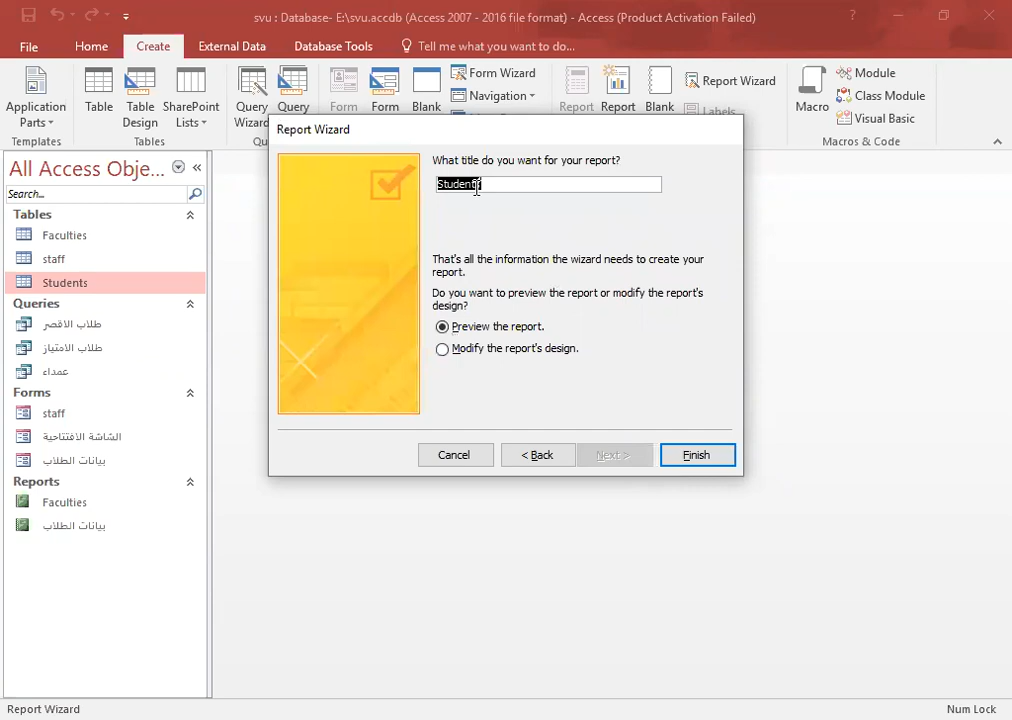 svu : Database- E:\svu.accdb (Access 2007 - 2016 file format) - Access (Product Activation Failed)
File
Home
Create
External Data
Database Tools
Tell me what you want to do...
Application Parts
Table
Table Design
SharePoint Lists
Query Wizard
Query
Form
Form
Blank
Form Wizard
Navigation
Report
Report
Blank
Report Wizard
Labels
Macro
Module
Class Module
Visual Basic
Templates
Tables
Qu
Macros & Code
All Access Obje...
Search...
Tables
Faculties
staff
Students
Queries
طلاب الاقصر
طلاب الامتياز
عمداء
Forms
staff
الشاشة الافتتاحية
بيانات الطلاب
Reports
Faculties
بيانات الطلاب
Report Wizard
What title do you want for your report?
That's all the information the wizard needs to create your
report.
Do you want to preview the report or modify the report's
design?
Preview the report.
Modify the report's design.
Cancel
< Back
Next >
Finish
Report Wizard
Num Lock